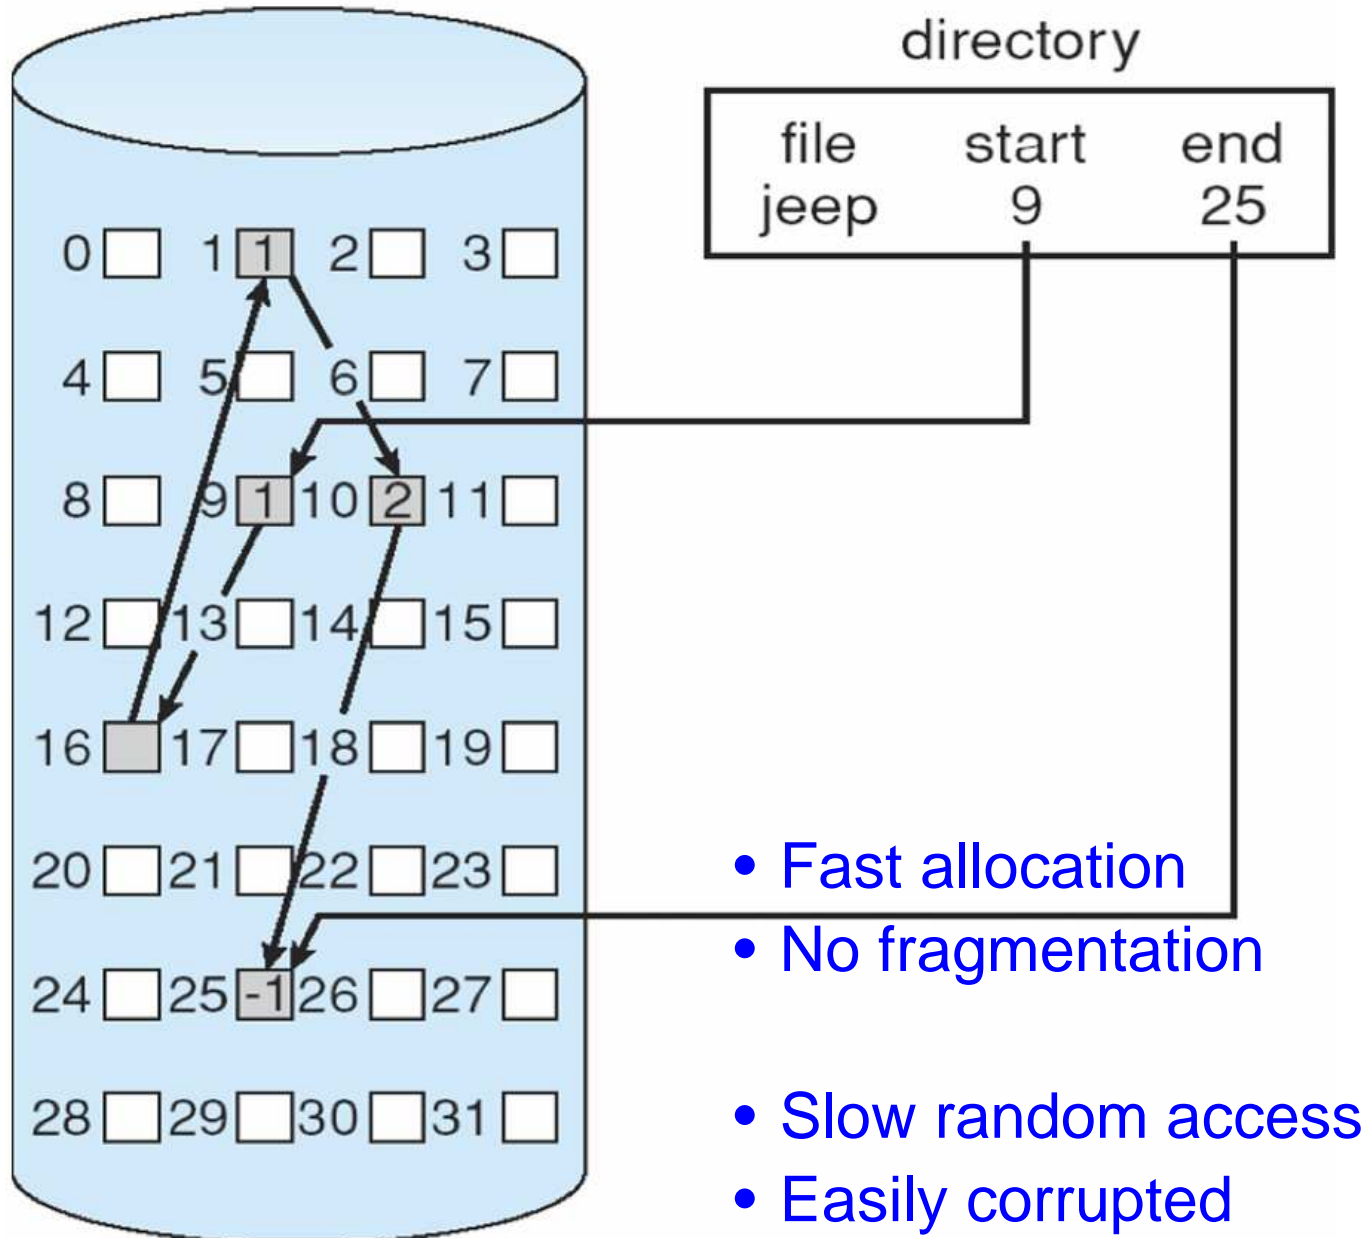 directory
file start end
jeep 9 25
0 1 1 2 3
4 5 6 7
8 9 1 10 2 11
12 13 14 15
16 17 18 19
20 21 22 23
24 25 -1 26 27
28 29 30 31
• Fast allocation
• No fragmentation
• Slow random access
• Easily corrupted